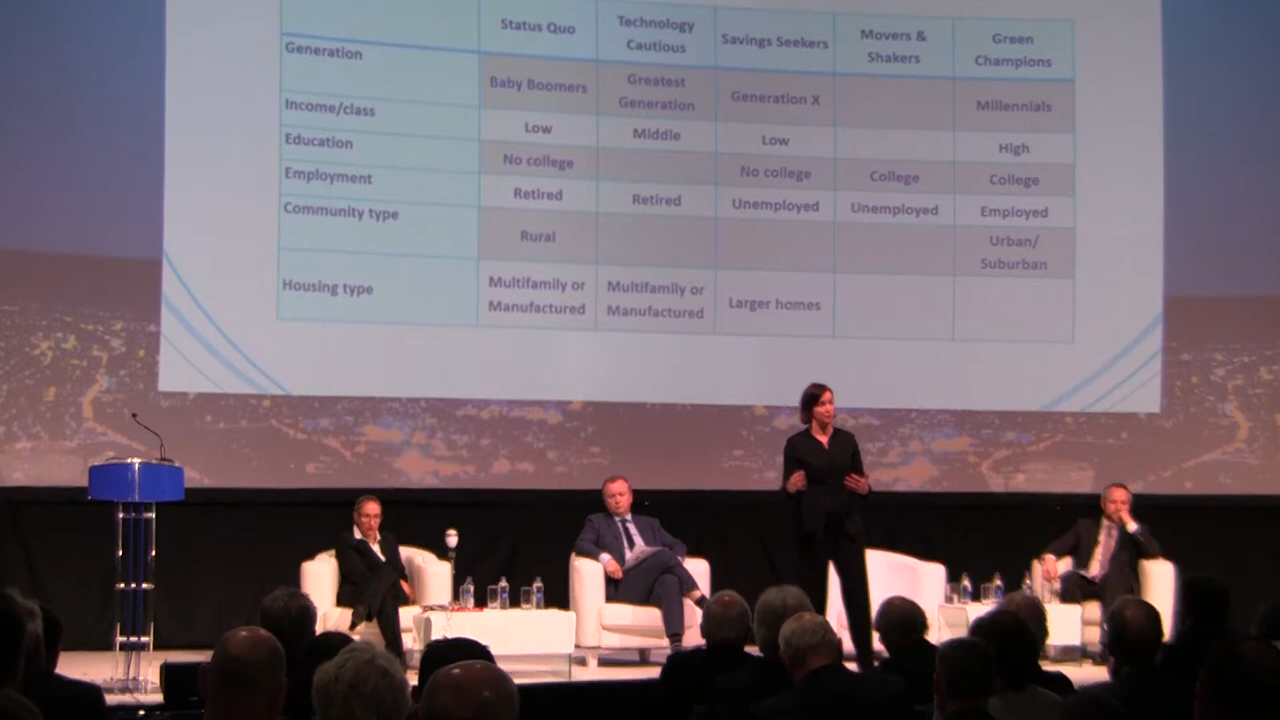 Status Quo
Technology
Cautious
Savings Seekers
Movers &
Shakers
Green
Champions
Generation
Baby Boomers
Greatest
Generation
Generation X
Millennials
Income/class
Low
Middle
Low
High
Education
No college
No college
College
College
Employment
Retired
Retired
Unemployed
Unemployed
Employed
Community type
Rural
Urban/
Suburban
Housing type
Multifamily or
Manufactured
Multifamily or
Manufactured
Larger homes